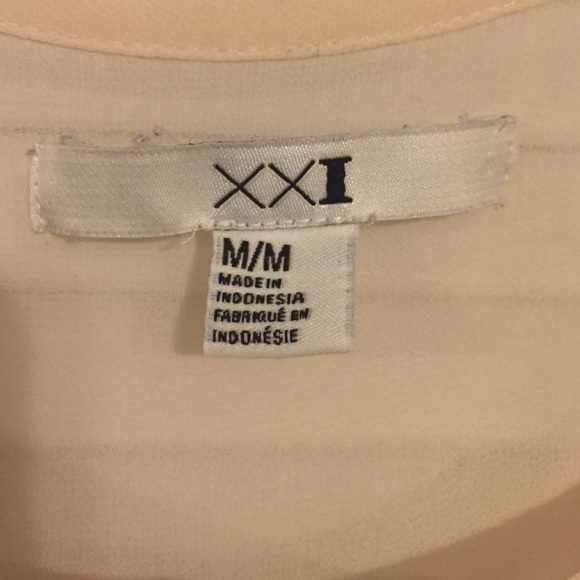 XXI
M/M
MADE IN
INDONESIA
FABRIQUÉ EN
INDONÉSIE